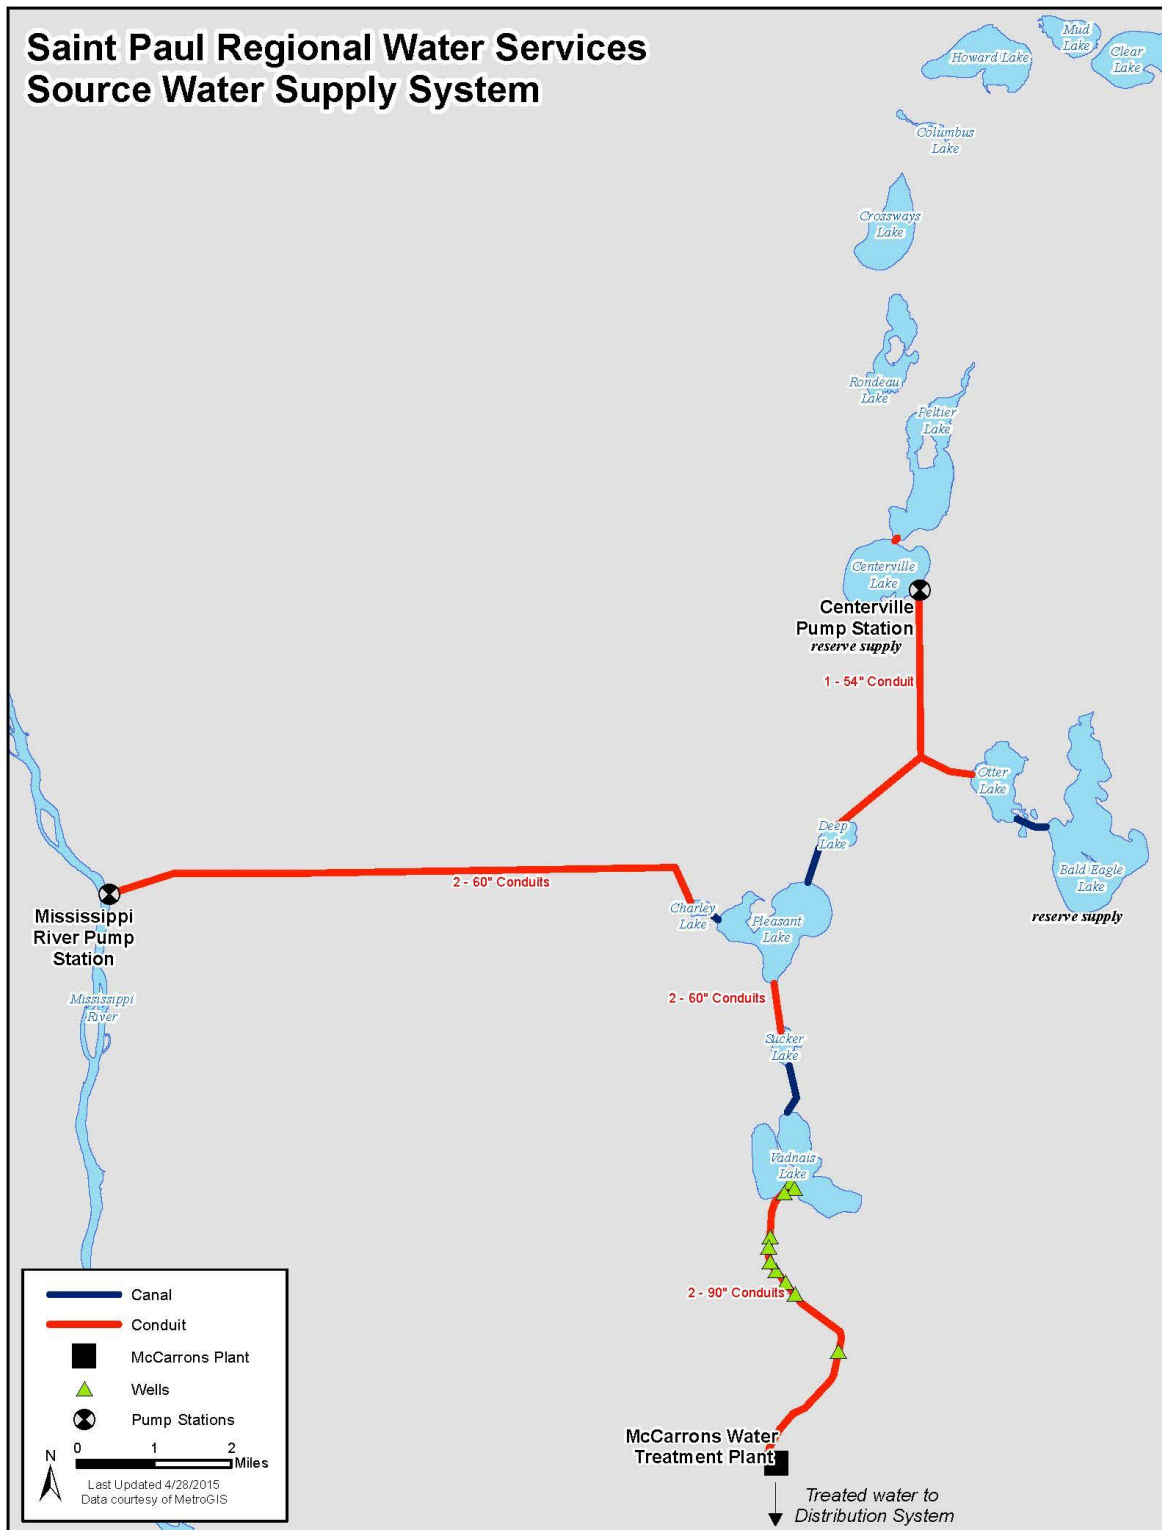 Saint Paul Regional Water Services
Source Water Supply System
Howard Lake
Mud
Lake
Clear
Lake
Columbus
Lake
Crossways
Lake
Rondeau
Lake
Peltier
Lake
Centerville
Lake
Centerville
Pump Station
reserve supply
1 - 54" Conduit
Otter
Lake
Deep
Lake
Bald Eagle
Lake
reserve supply
2 - 60" Conduits
Charley
Lake
Pleasant
Lake
Mississippi
River Pump
Station
Mississippi
River
2 - 60" Conduits
Sucker
Lake
Vadnais
Lake
2 - 90" Conduits
McCarrons Water
Treatment Plant
Treated water to
Distribution System
Canal
Conduit
McCarrons Plant
Wells
Pump Stations
N
0 1 2
Miles
Last Updated 4/28/2015
Data courtesy of MetroGIS